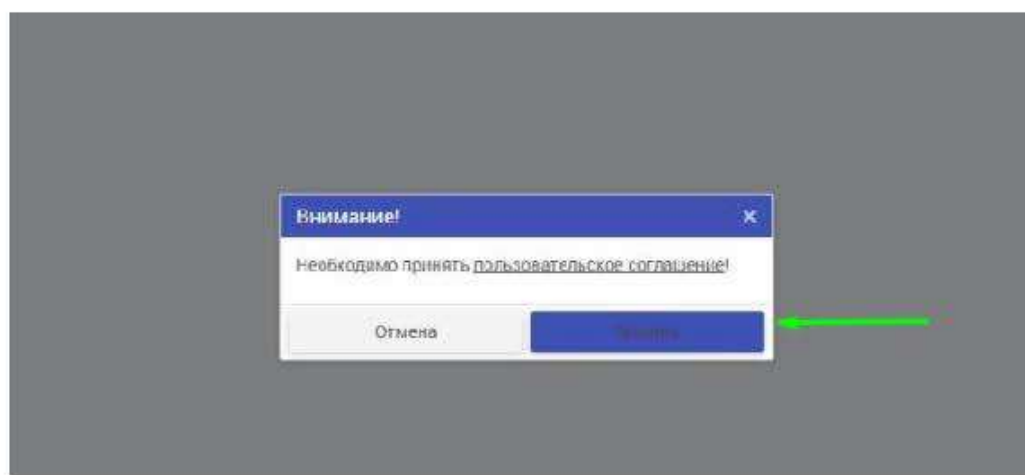 Внимание!
Необходимо принять пользовательское соглашение!
Отмена